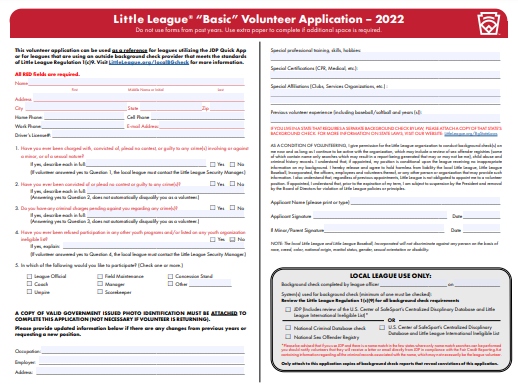 Little League® "Basic" Volunteer Application – 2022
Do not use forms from past years. Use extra paper to complete if additional space is required.
This volunteer application can be used as a reference for leagues utilizing the JDP Quick App
or for leagues that are using an outside background check provider that meets the standards
of Little League Regulation 1(c)9. Visit LittleLeague.org/localBGcheck for more information.
All RED fields are required.
Name
First Middle Name or Initial Last
Address
City State Zip
Home Phone Cell Phone
Work Phone E-mail Address
Driver's License#
1. Have you ever been charged with, convicted of, plead no contest, or guilty to any crime(s) involving or against
a minor, or of a sexual nature?
If yes, describe each in full Yes No
(If volunteer answered yes to Question 1, the local league must contact the Little League Security Manager.)
2. Have you ever been convicted of or plead no contest or guilty to any crime(s)? Yes No
If yes, describe each in full
(Answering yes to Question 2, does not automatically disqualify you as a volunteer.)
3. Do you have any criminal charges pending against you regarding any crime(s)? Yes No
If yes, describe each in full
(Answering yes to Question 3, does not automatically disqualify you as a volunteer.)
4. Have you ever been refused participation in any other youth programs and/or listed on any youth organization
ineligible list? Yes No
If yes, explain
(If volunteer answered yes to Question 4, the local league must contact the Little League Security Manager.)
5. In which of the following would you like to participate? (Check one or more.)
League Official Field Maintenance Concession Stand
Coach Manager Other
Umpire Scorekeeper
A COPY OF VALID GOVERNMENT ISSUED PHOTO IDENTIFICATION MUST BE ATTACHED TO
COMPLETE THIS APPLICATION (NOT NECESSARY IF VOLUNTEER IS RETURNING).
Please provide updated information below if there are any changes from previous years or
requesting a new position.
Occupation:
Employer:
Address:
Special professional training, skills, hobbies:
Special Certifications (CPR, Medical, etc.):
Special Affiliations (Clubs, Services Organizations, etc.):
Previous volunteer experience (including baseball/softball and years (s)):
IF YOU LIVE IN A STATE THAT REQUIRES A SEPARATE BACKGROUND CHECK BY LAW, PLEASE ATTACH A COPY OF THAT STATE'S
BACKGROUND CHECK. FOR MORE INFORMATION ON STATE LAWS, VISIT OUR WEBSITE:
AS A CONDITION OF VOLUNTEERING, I give permission for the Little League organization to conduct background check(s) on
Applicant Name (please print or type)
Applicant Signature Date
If Minor/Parent Signature Date
NOTE: The local Little League and Little League Baseball, Incorporated will not discriminate against any person on the basis of
race, creed, color, national origin, marital status, gender, sexual orientation or disability.
LOCAL LEAGUE USE ONLY:
Background check completed by league officer on
System(s) used for background check (minimum of one must be checked):
Review the Little League Regulation 1(c)(9) for all background check requirements
JDP (Includes review of the U.S. Center of SafeSport's Centralized Disciplinary Database and Little
League International Ineligible List)*
OR
National Criminal Database check
National Sex Offender Registry
U.S. Center of SafeSport's Centralized Disciplinary
Database and Little League International Ineligible List
Only attach to this application copies of background check reports that reveal convictions of this application.